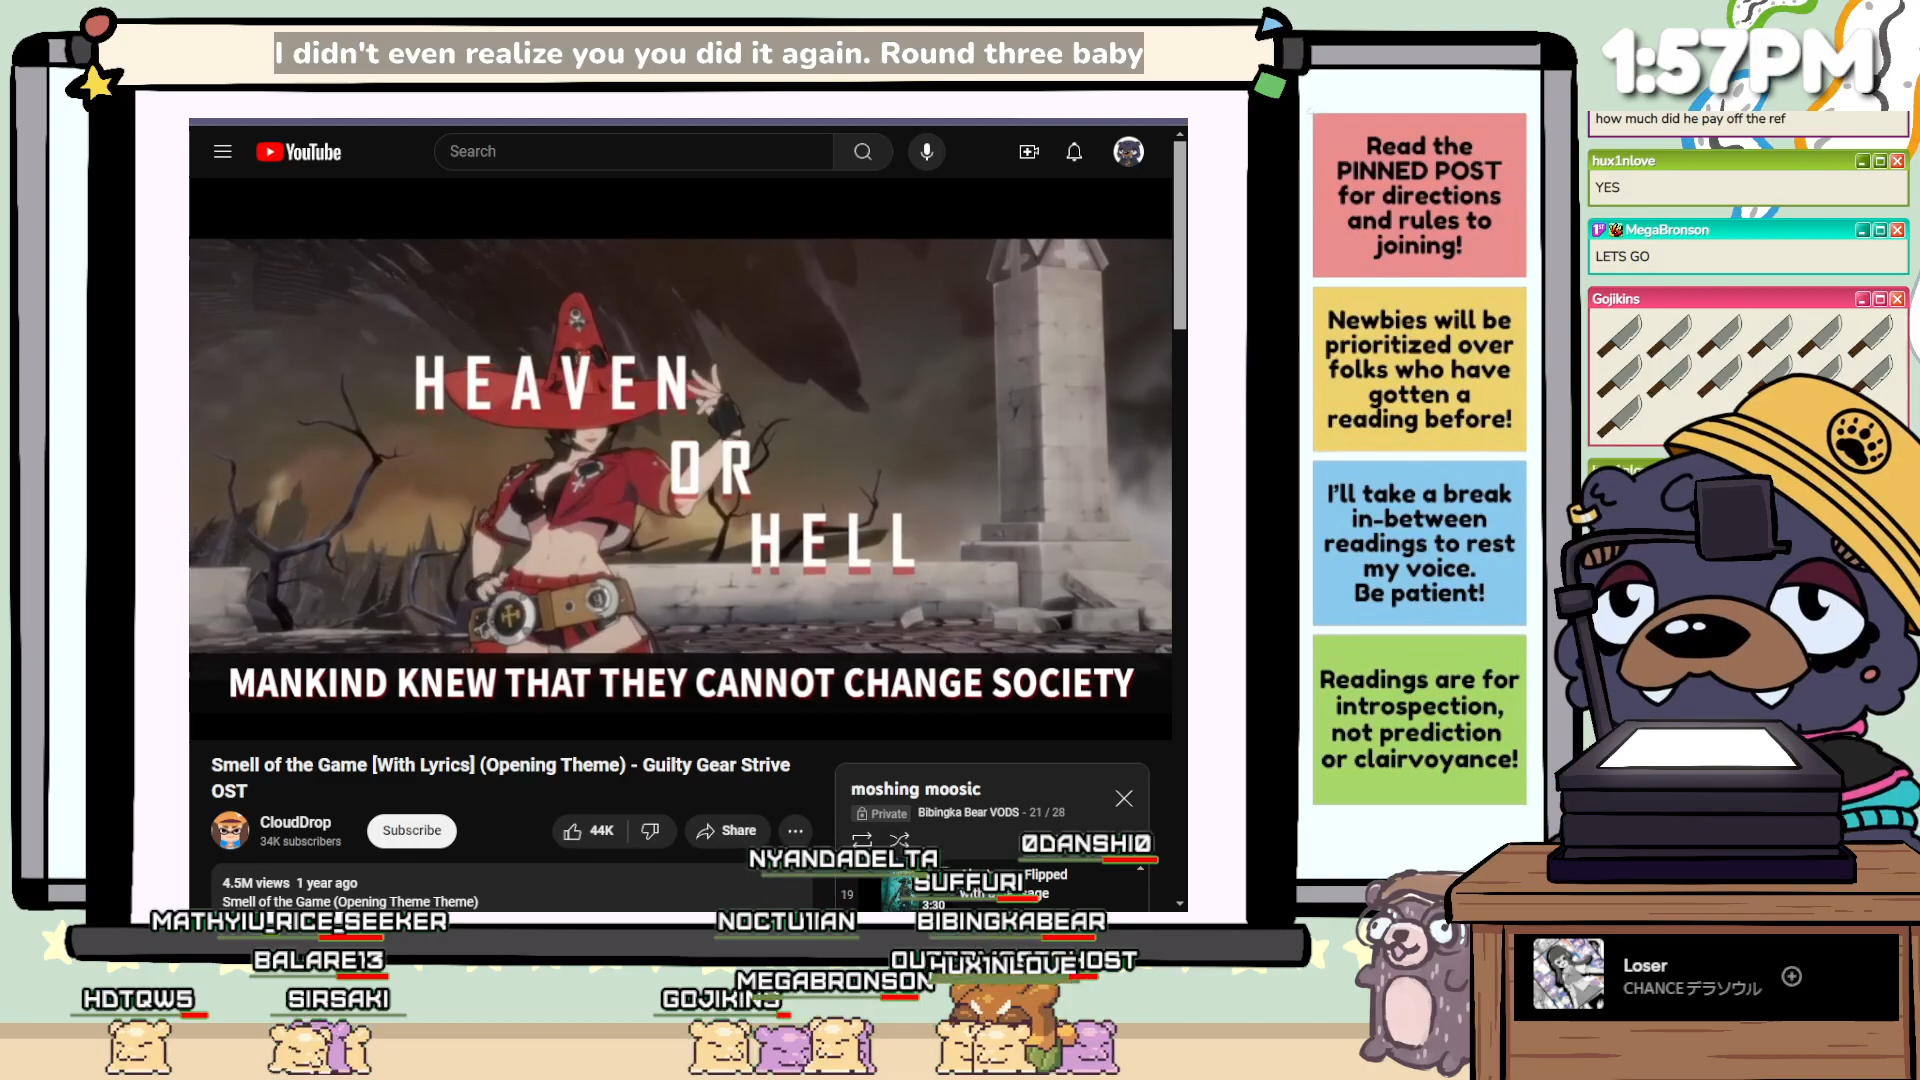 I didn't even realize you you did it again. Round three baby
1:57PM
YouTube
Search
HEAVEN
OR
HELL
MANKIND KNEW THAT THEY CANNOT CHANGE SOCIETY
Smell of the Game [With Lyrics] (Opening Theme) - Guilty Gear Strive
OST
CloudDrop
34K subscribers
Subscribe
44K
Share
4.5M views 1 year ago
Smell of the Game (Opening Theme Theme)
moshing moosic
Private
Bibingka Bear VODS - 21 / 28
19
Flipped
3:30
Read the
PINNED POST
for directions
and rules to
joining!
Newbies will be
prioritized over
folks who have
gotten a
reading before!
I'll take a break
in-between
readings to rest
my voice.
Be patient!
Readings are for
introspection,
not prediction
or clairvoyance!
how much did he pay off the ref
hux1nlove
YES
1st MegaBronson
LETS GO
Gojikins
NYANDADELTA
0DANSHI0
SUFFURI
MATHYIU_RICE_SEEKER
NOCTU1IAN
BIBINGKABEAR
BALARE13
HUX1NLOVE
MEGABRONSON
HDTQW5
SIRSAKI
GOJIKINS
Loser
CHANCEデラソウル